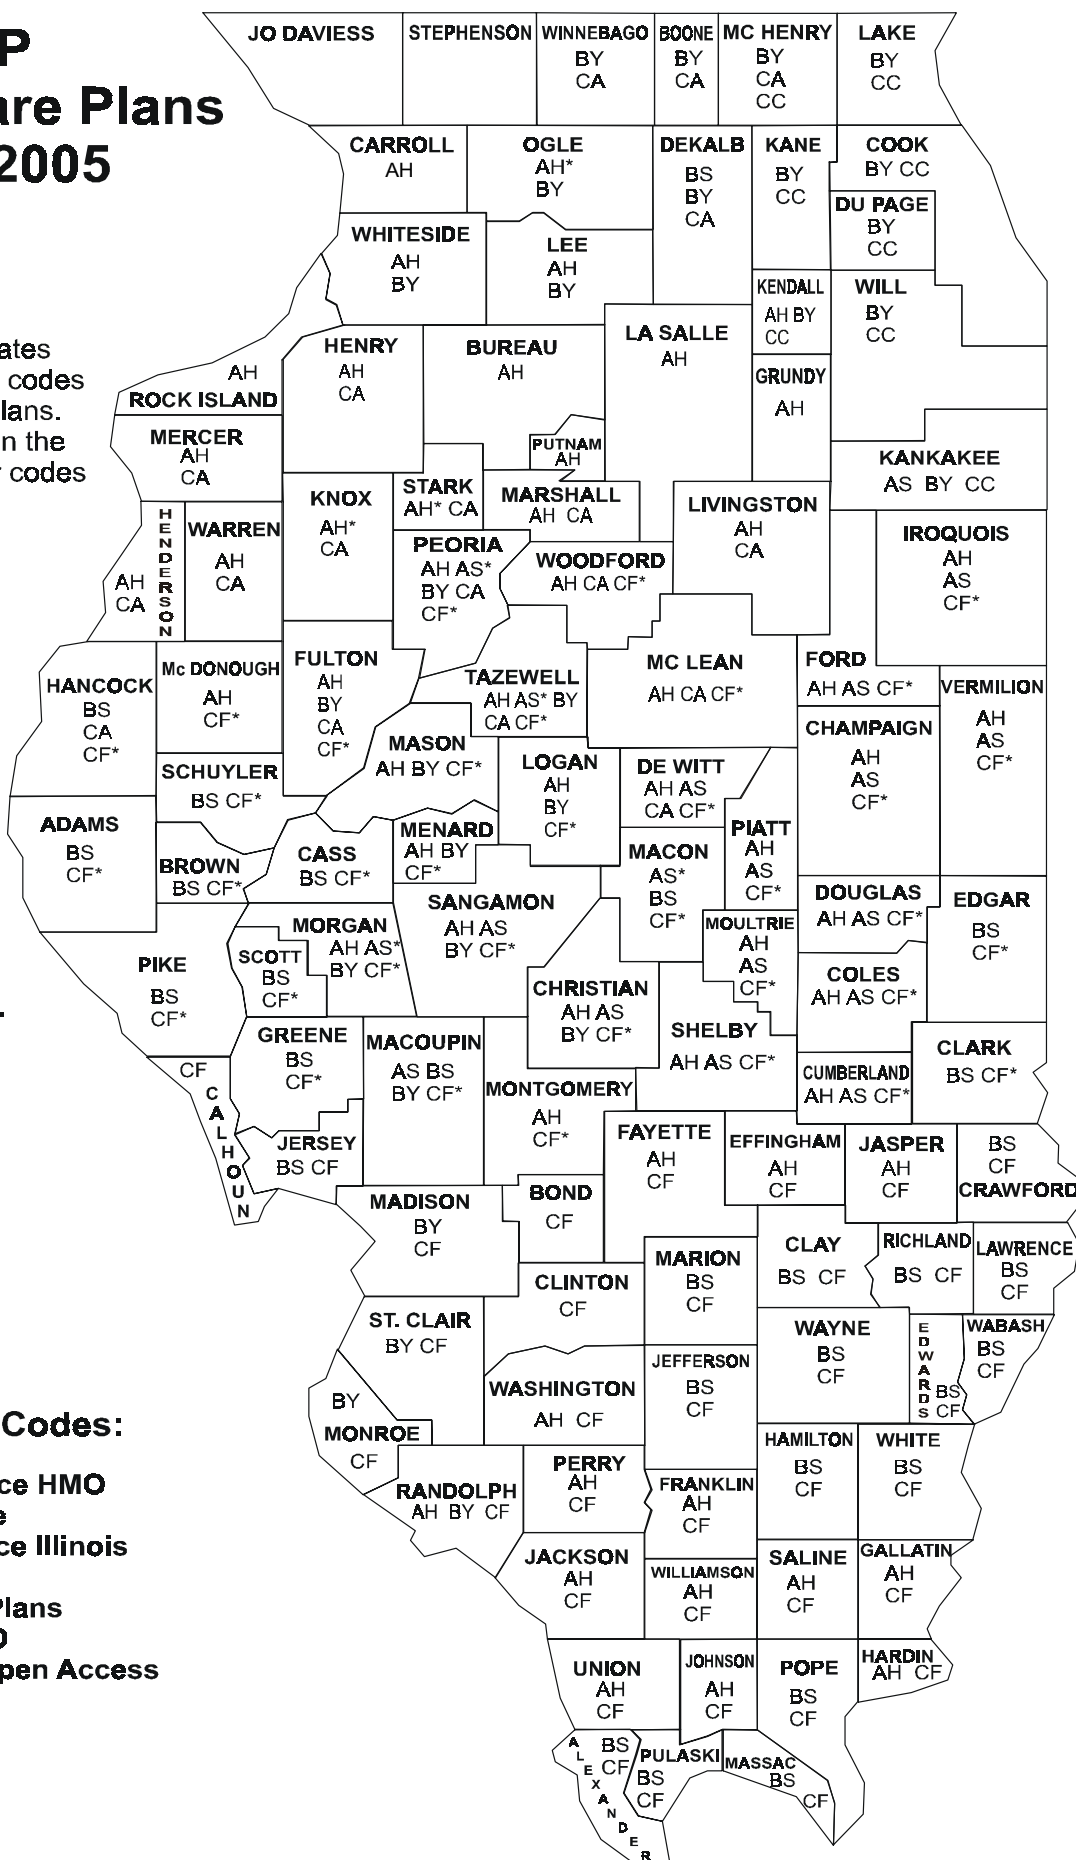 P
are Plans
2005
ates
codes
lans.
n the
codes
.
JO DAVIESS
STEPHENSON
WINNEBAGO
BY
CA
BOONE
BY
CA
MC HENRY
BY
CA
CC
LAKE
BY
CC
CARROLL
AH
OGLE
AH*
BY
DEKALB
BS
BY
CA
KANE
BY
CC
COOK
BY CC
DU PAGE
BY
CC
WHITESIDE
AH
BY
LEE
AH
BY
KENDALL
AH BY
CC
WILL
BY
CC
AH
ROCK ISLAND
HENRY
AH
CA
BUREAU
AH
LA SALLE
AH
GRUNDY
AH
MERCER
AH
CA
PUTNAM
AH
KANKAKEE
AS BY CC
HENDERSON
AH
CA
WARREN
AH
CA
KNOX
AH*
CA
STARK
AH* CA
MARSHALL
AH CA
LIVINGSTON
AH
CA
IROQUOIS
AH
AS
CF*
PEORIA
AH AS*
BY CA
CF*
WOODFORD
AH CA CF*
HANCOCK
BS
CA
CF*
Mc DONOUGH
AH
CF*
FULTON
AH
BY
CA
CF*
TAZEWELL
AH AS* BY
CA CF*
MC LEAN
AH CA CF*
FORD
AH AS CF*
VERMILION
AH
AS
CF*
SCHUYLER
BS CF*
MASON
AH BY CF*
LOGAN
AH
BY
CF*
DE WITT
AH AS
CA CF*
CHAMPAIGN
AH
AS
CF*
ADAMS
BS
CF*
BROWN
BS CF*
CASS
BS CF*
MENARD
AH BY
CF*
MACON
AS*
BS
CF*
PIATT
AH
AS
CF*
SANGAMON
AH AS
BY CF*
MOULTRIE
AH
AS
CF*
DOUGLAS
AH AS CF*
EDGAR
BS
CF*
PIKE
BS
CF*
SCOTT
BS
CF*
MORGAN
AH AS*
BY CF*
CHRISTIAN
AH AS
BY CF*
COLES
AH AS CF*
SHELBY
AH AS CF*
GREENE
BS
CF*
MACOUPIN
AS BS
BY CF*
MONTGOMERY
AH
CF*
CUMBERLAND
AH AS CF*
CLARK
BS CF*
CF
CALHOUN
JERSEY
BS CF
FAYETTE
AH
CF
EFFINGHAM
AH
CF
JASPER
AH
CF
BS
CF
CRAWFORD
MADISON
BY
CF
BOND
CF
CLINTON
CF
MARION
BS
CF
CLAY
BS CF
RICHLAND
BS CF
LAWRENCE
BS
CF
ST. CLAIR
BY CF
WASHINGTON
AH CF
JEFFERSON
BS
CF
WAYNE
BS
CF
EDWARDS
BS
CF
WABASH
BS
CF
BY
MONROE
CF
RANDOLPH
AH BY CF
PERRY
AH
CF
FRANKLIN
AH
CF
HAMILTON
BS
CF
WHITE
BS
CF
JACKSON
AH
CF
WILLIAMSON
AH
CF
SALINE
AH
CF
GALLATIN
AH
CF
UNION
AH
CF
JOHNSON
AH
CF
POPE
BS
CF
HARDIN
AH CF
ALEXANDER
BS
CF
PULASKI
BS
CF
MASSAC
BS
CF
Codes:
ce HMO
e
ce Illinois
Plans
O
pen Access